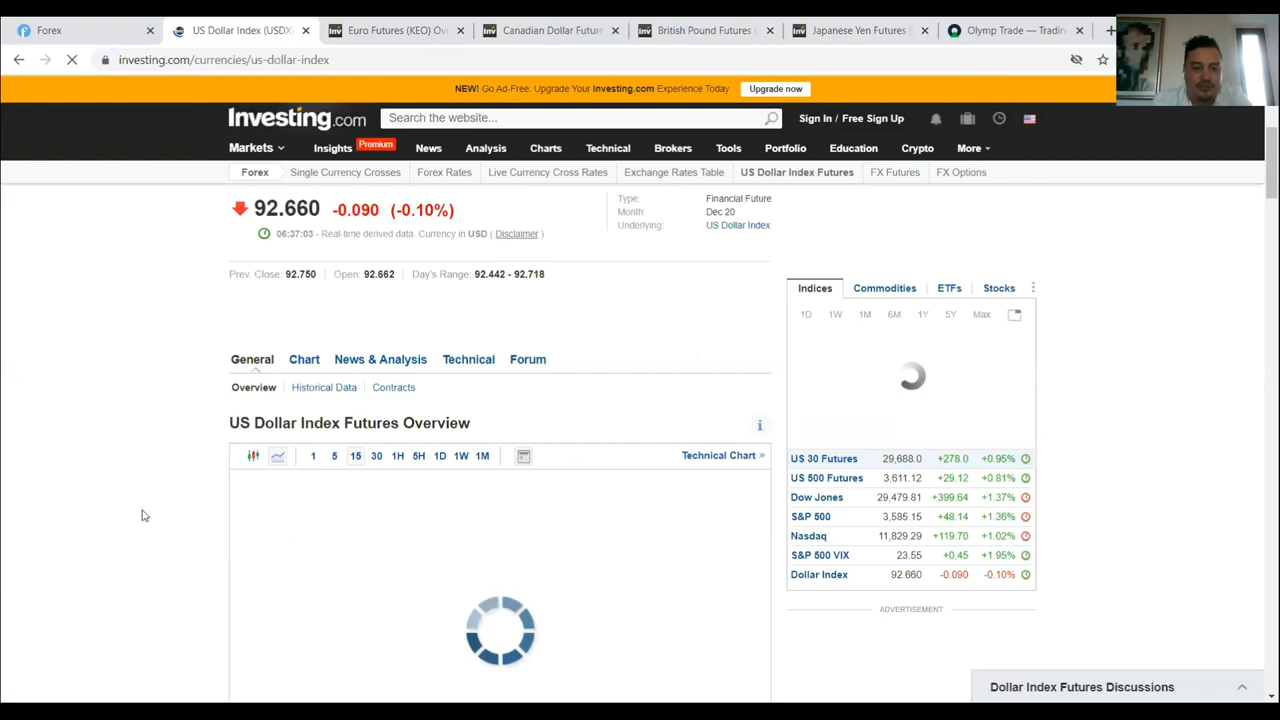 Forex
US Dollar Index (USDX)
Euro Futures (KEO) Ov
Canadian Dollar Future
British Pound Futures (
Japanese Yen Futures (
Olymp Trade — Tradin
investing.com/currencies/us-dollar-index
NEW! Go Ad-Free: Upgrade Your Investing.com Experience Today
Upgrade now
Investing.com
Search the website...
Sign In / Free Sign Up
Markets
Insights
Premium
News
Analysis
Charts
Technical
Brokers
Portfolio
Education
Crypto
More
Forex
Single Currency Crosses
Forex Rates
Live Currency Cross Rates
Exchange Rates Table
US Dollar Index Futures
FX Futures
FX Options
92.660 -0.090 (-0.10%)
06:37:03 - Real-time derived data. Currency in USD ( Disclaimer )
Type: Financial Future
Month: Dec 20
Underlying: US Dollar Index
Prev. Close: 92.750 Open: 92.662 Day's Range: 92.442 - 92.718
General Chart News & Analysis Technical Forum
Overview Historical Data Contracts
US Dollar Index Futures Overview
1 5 15 30 1H 5H 1D 1W 1M
Technical Chart »
Indices Commodities ETFs Stocks
1D 1W 1M 6M 1Y 5Y Max
US 30 Futures 29,688.0 +278.0 +0.95%
US 500 Futures 3,611.12 +29.12 +0.81%
Dow Jones 29,479.81 +399.64 +1.37%
S&P 500 3,585.15 +48.14 +1.36%
Nasdaq 11,829.29 +119.70 +1.02%
S&P 500 VIX 23.55 +0.45 +1.95%
Dollar Index 92.660 -0.090 -0.10%
ADVERTISEMENT
Dollar Index Futures Discussions